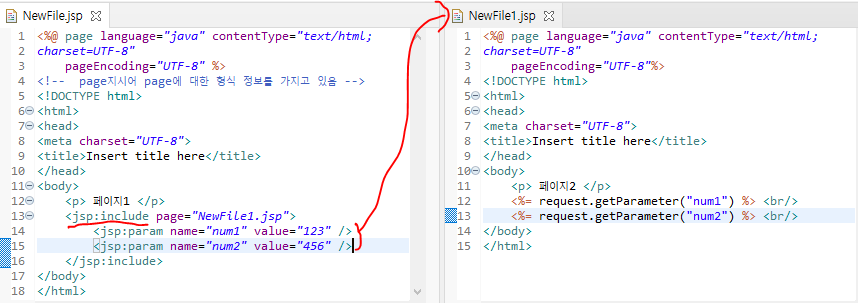 NewFile.jsp
1 <%@ page language="java" contentType="text/html;
2 charset=UTF-8"
3 pageEncoding="UTF-8" %>
4 <!-- page지시어 page에 대한 형식 정보를 가지고 있음 -->
5 <!DOCTYPE html>
6 <html>
7 <head>
8 <meta charset="UTF-8">
9 <title>Insert title here</title>
10 </head>
11 <body>
12 <p> 페이지1 </p>
13 <jsp:include page="NewFile1.jsp">
14 <jsp:param name="num1" value="123" />
15 <jsp:param name="num2" value="456" />
16 </jsp:include>
17 </body>
18 </html>
NewFile1.jsp
1 <%@ page language="java" contentType="text/html;
2 charset=UTF-8"
3 pageEncoding="UTF-8"%>
4 <!DOCTYPE html>
5 <html>
6 <head>
7 <meta charset="UTF-8">
8 <title>Insert title here</title>
9 </head>
10 <body>
11 <p> 페이지2 </p>
12 <%= request.getParameter("num1") %> <br/>
13 <%= request.getParameter("num2") %> <br/>
14 </body>
15 </html>